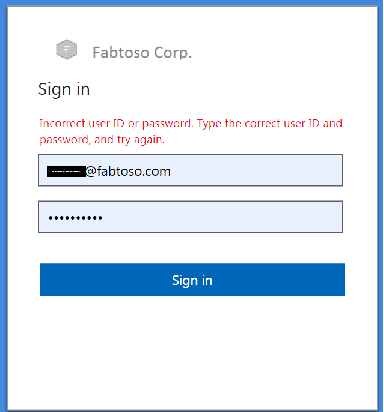 Fabtoso Corp.
Sign in
Incorrect user ID or password. Type the correct user ID and
password, and try again.
@fabtoso.com
••••••••••
Sign in